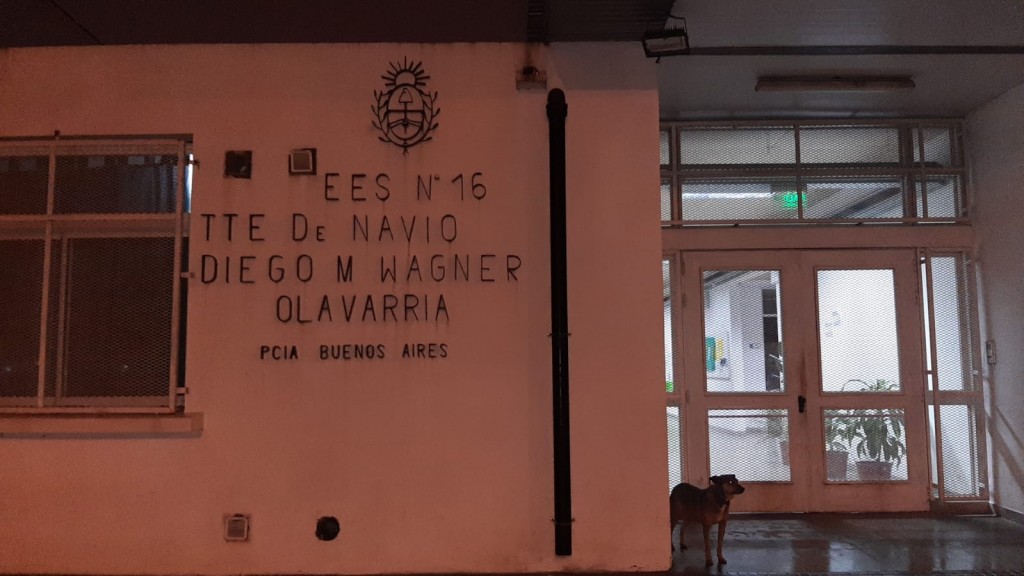 EES Nº 16
TTE De NAVIO
DIEGO M WAGNER
OLAVARRIA
PCIA BUENOS AIRES